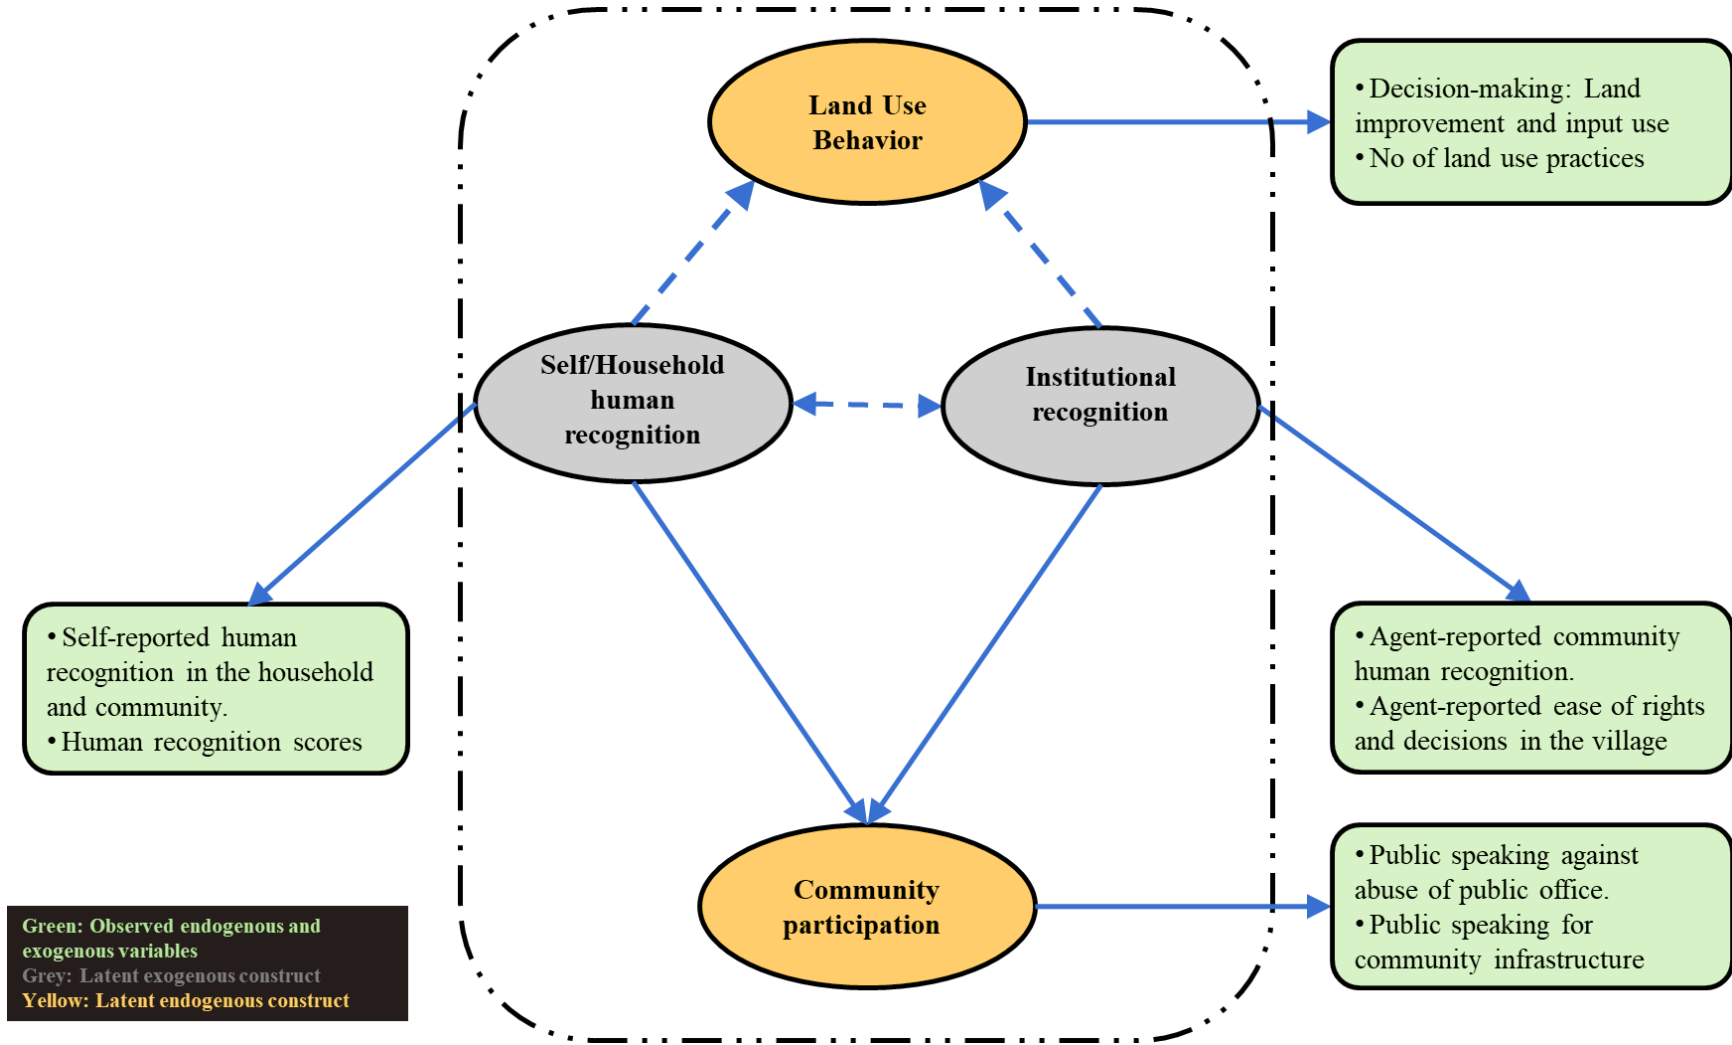 Land Use
Behavior
• Decision-making: Land
improvement and input use
• No of land use practices
Self/Household
human
recognition
Institutional
recognition
• Self-reported human
recognition in the household
and community.
• Human recognition scores
• Agent-reported community
human recognition.
• Agent-reported ease of rights
and decisions in the village
Community
participation
• Public speaking against
abuse of public office.
• Public speaking for
community infrastructure
Green: Observed endogenous and
exogenous variables
Grey: Latent exogenous construct
Yellow: Latent endogenous construct